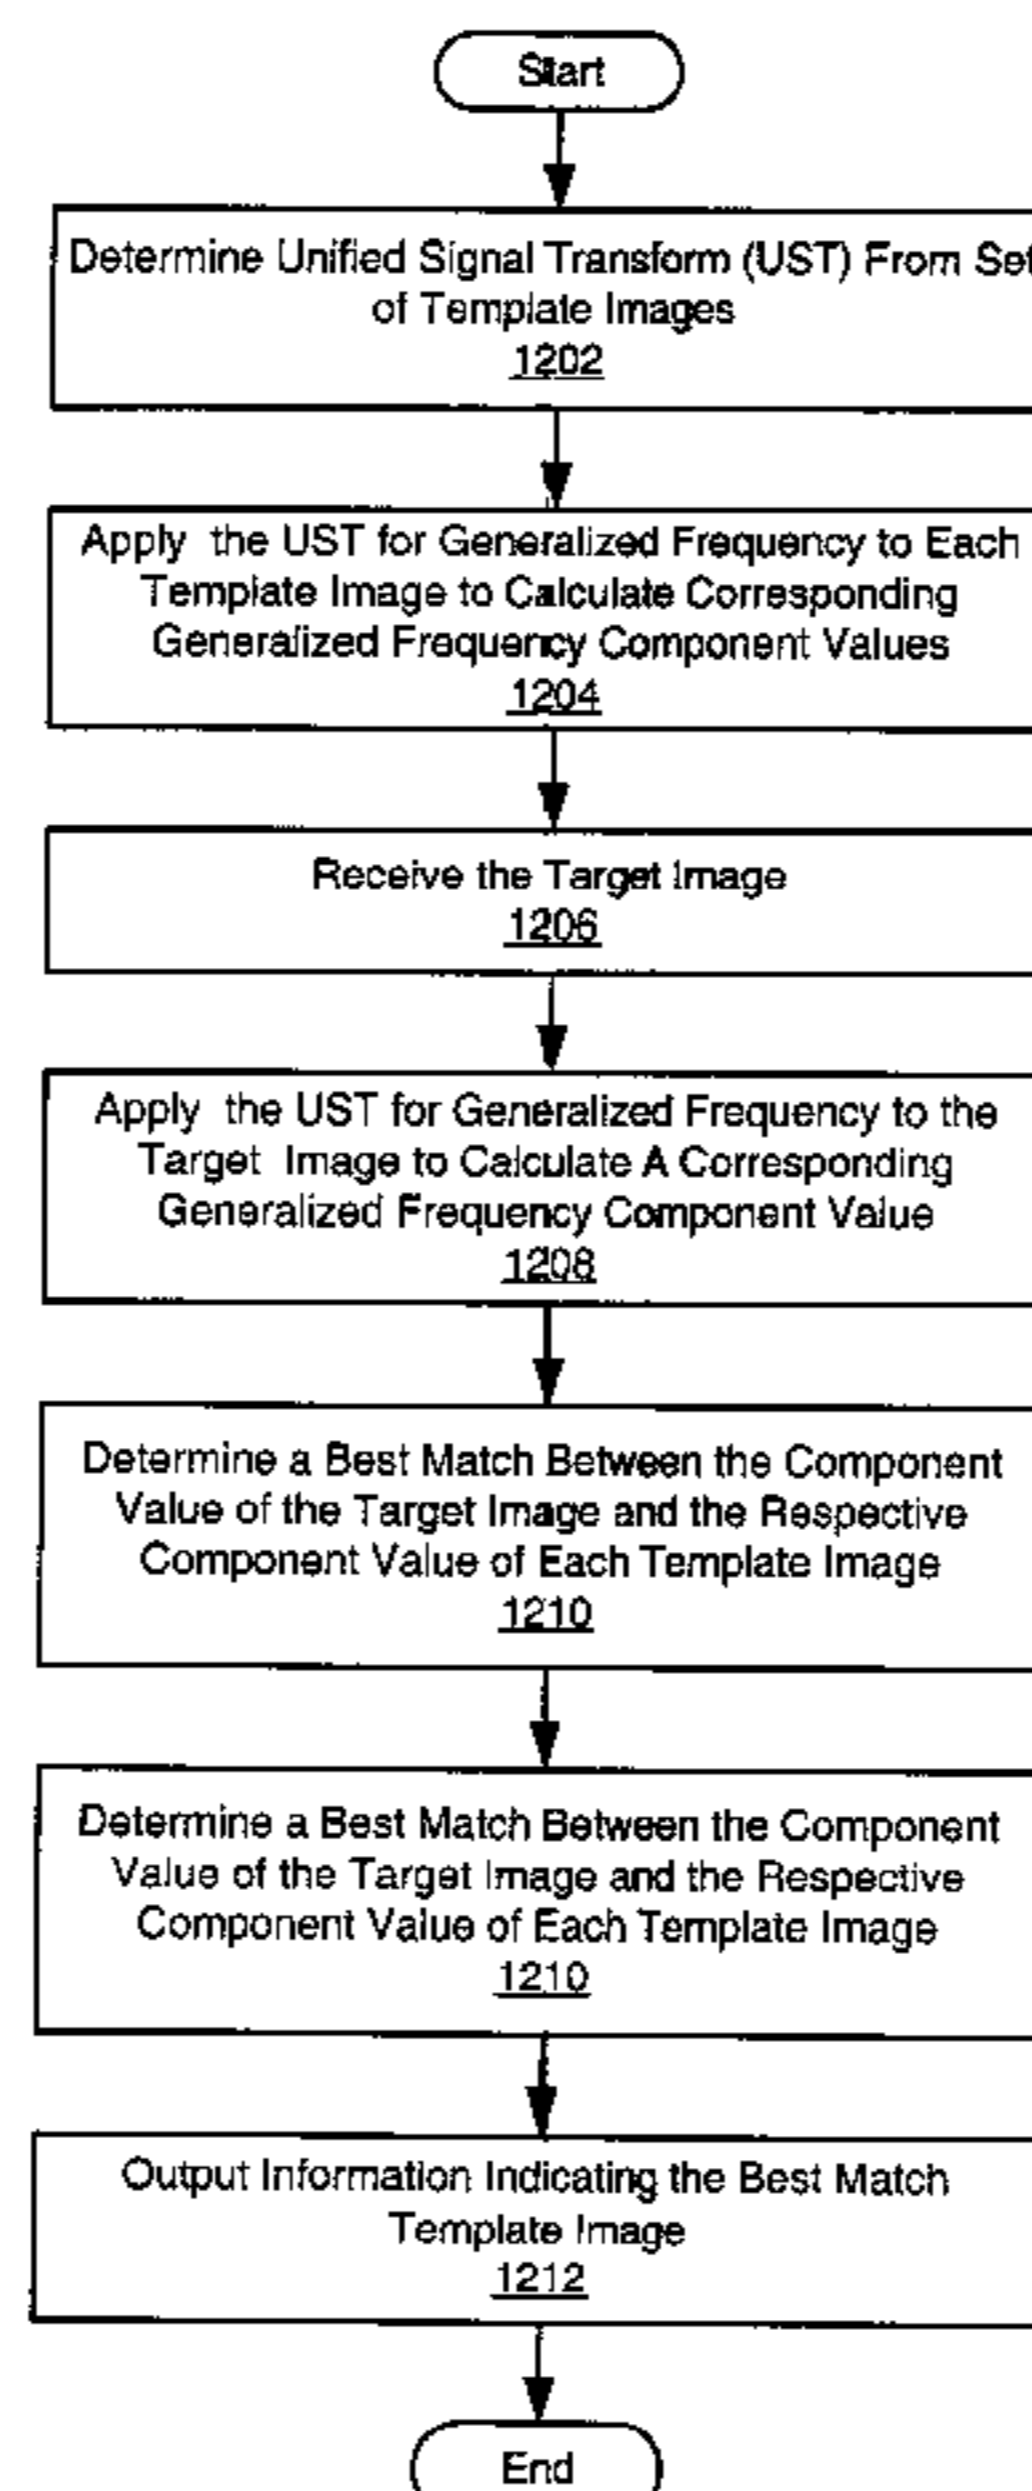 Start
Determine Unified Signal Transform (UST) From Set
of Template Images
1202
Apply the UST for Generalized Frequency to Each
Template Image to Calculate Corresponding
Generalized Frequency Component Values
1204
Receive the Target Image
1206
Apply the UST for Generalized Frequency to the
Target Image to Calculate A Corresponding
Generalized Frequency Component Value
1208
Determine a Best Match Between the Component
Value of the Target Image and the Respective
Component Value of Each Template Image
1210
Determine a Best Match Between the Component
Value of the Target Image and the Respective
Component Value of Each Template Image
1210
Output Information Indicating the Best Match
Template Image
1212
End